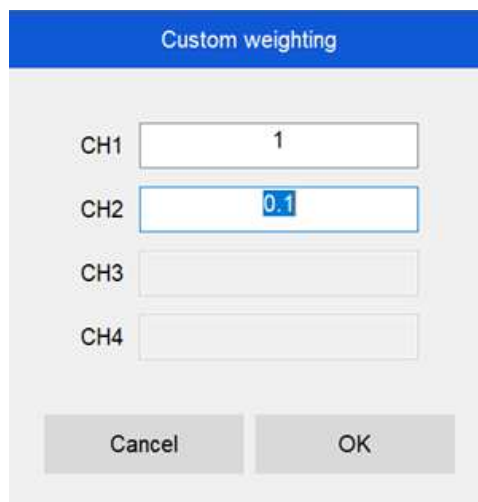 Custom weighting
CH1 1
CH2 0.1
CH3
CH4
Cancel OK